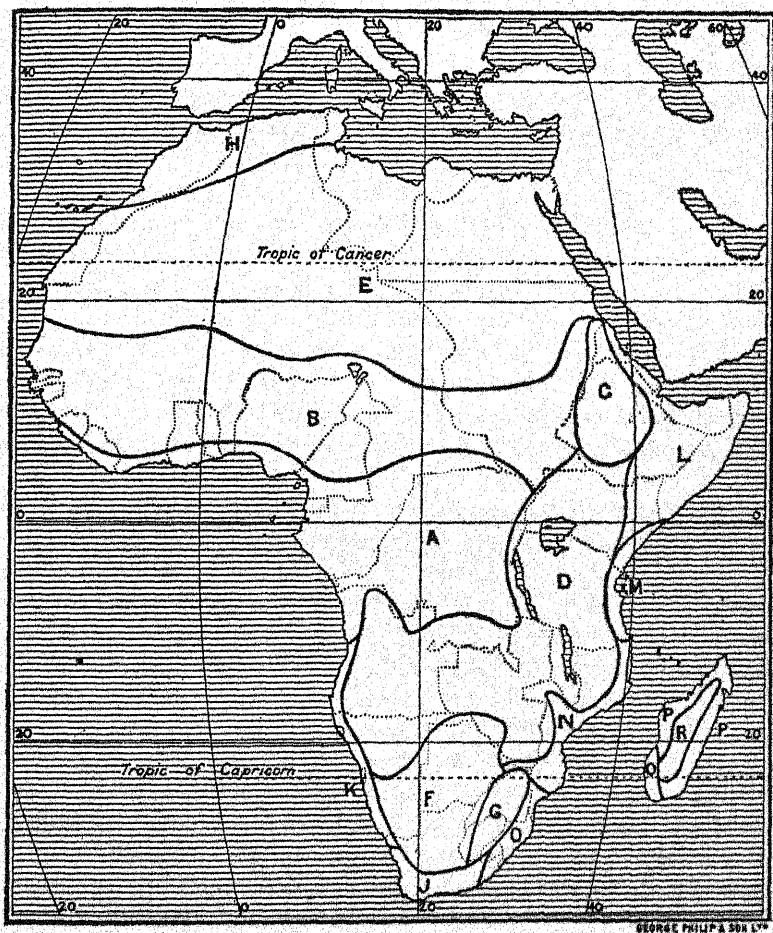 20 0 20 40 60
40 40
H
Tropic of Cancer
E
20 20
C
B
L
0 0
A
D
M
P
N P
R
20 20
Tropic of Capricorn Q
K
F
G
O
J
20 0 20 40
GEORGE PHILIP & SON LTD